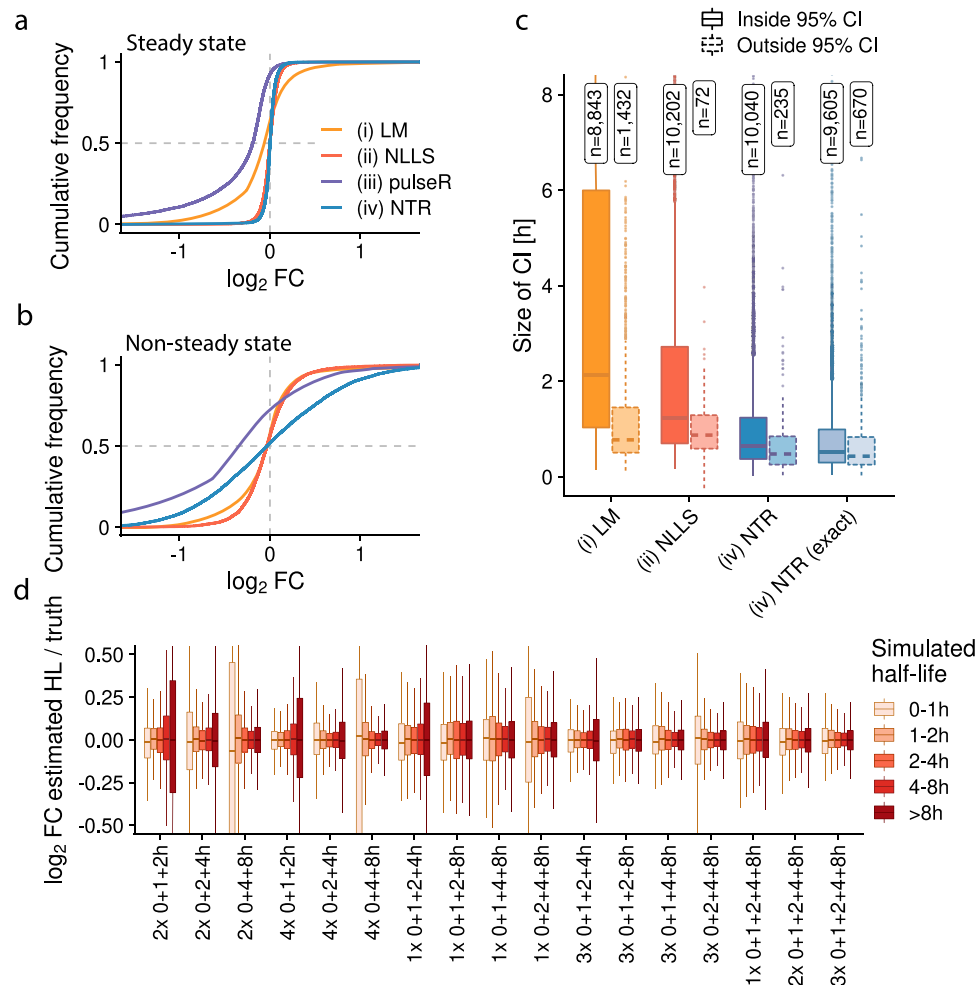 a
Steady state
Cumulative frequency
1
0.5
0
(i) LM
(ii) NLLS
(iii) pulseR
(iv) NTR
-1
0
1
log2 FC
b
Non-steady state
Cumulative frequency
1
0.5
0
-1
0
1
log2 FC
c
Inside 95% CI
Outside 95% CI
Size of CI [h]
8
6
4
2
0
n=8,843
n=1,432
n=10,202
n=72
n=10,040
n=235
n=9,605
n=670
(i) LM
(ii) NLLS
(iv) NTR
(iv) NTR (exact)
d
log2 FC estimated HL / truth
0.50
0.25
0.00
-0.25
-0.50
2x 0+1+2h
2x 0+2+4h
2x 0+4+8h
4x 0+1+2h
4x 0+2+4h
4x 0+4+8h
1x 0+1+2+4h
1x 0+1+2+8h
1x 0+1+4+8h
1x 0+2+4+8h
3x 0+1+2+4h
3x 0+1+2+8h
3x 0+1+4+8h
3x 0+2+4+8h
1x 0+1+2+4+8h
2x 0+1+2+4+8h
3x 0+1+2+4+8h
Simulated
half-life
0-1h
1-2h
2-4h
4-8h
>8h